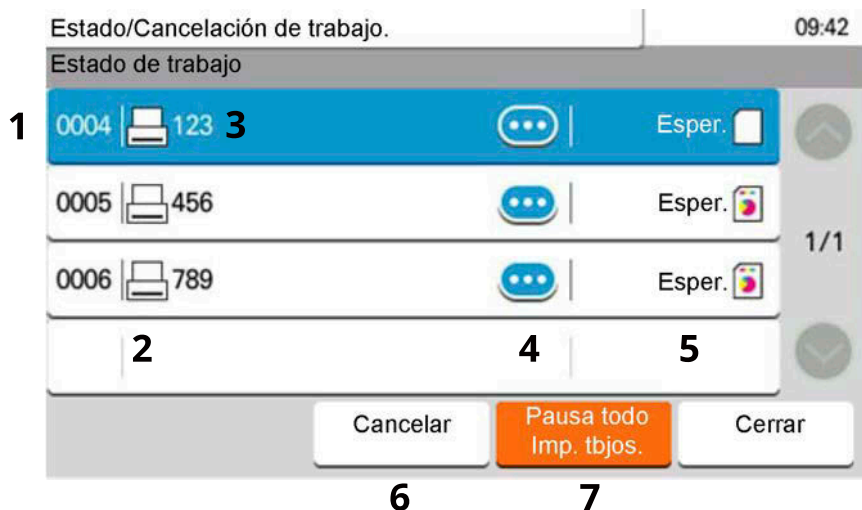 Estado/Cancelación de trabajo. 09:42
Estado de trabajo
1 0004 123 3 Esper.
0005 456 Esper.
1/1
0006 789 Esper.
2 4 5
Cancelar Pausa todo Imp. tbjos. Cerrar
6 7